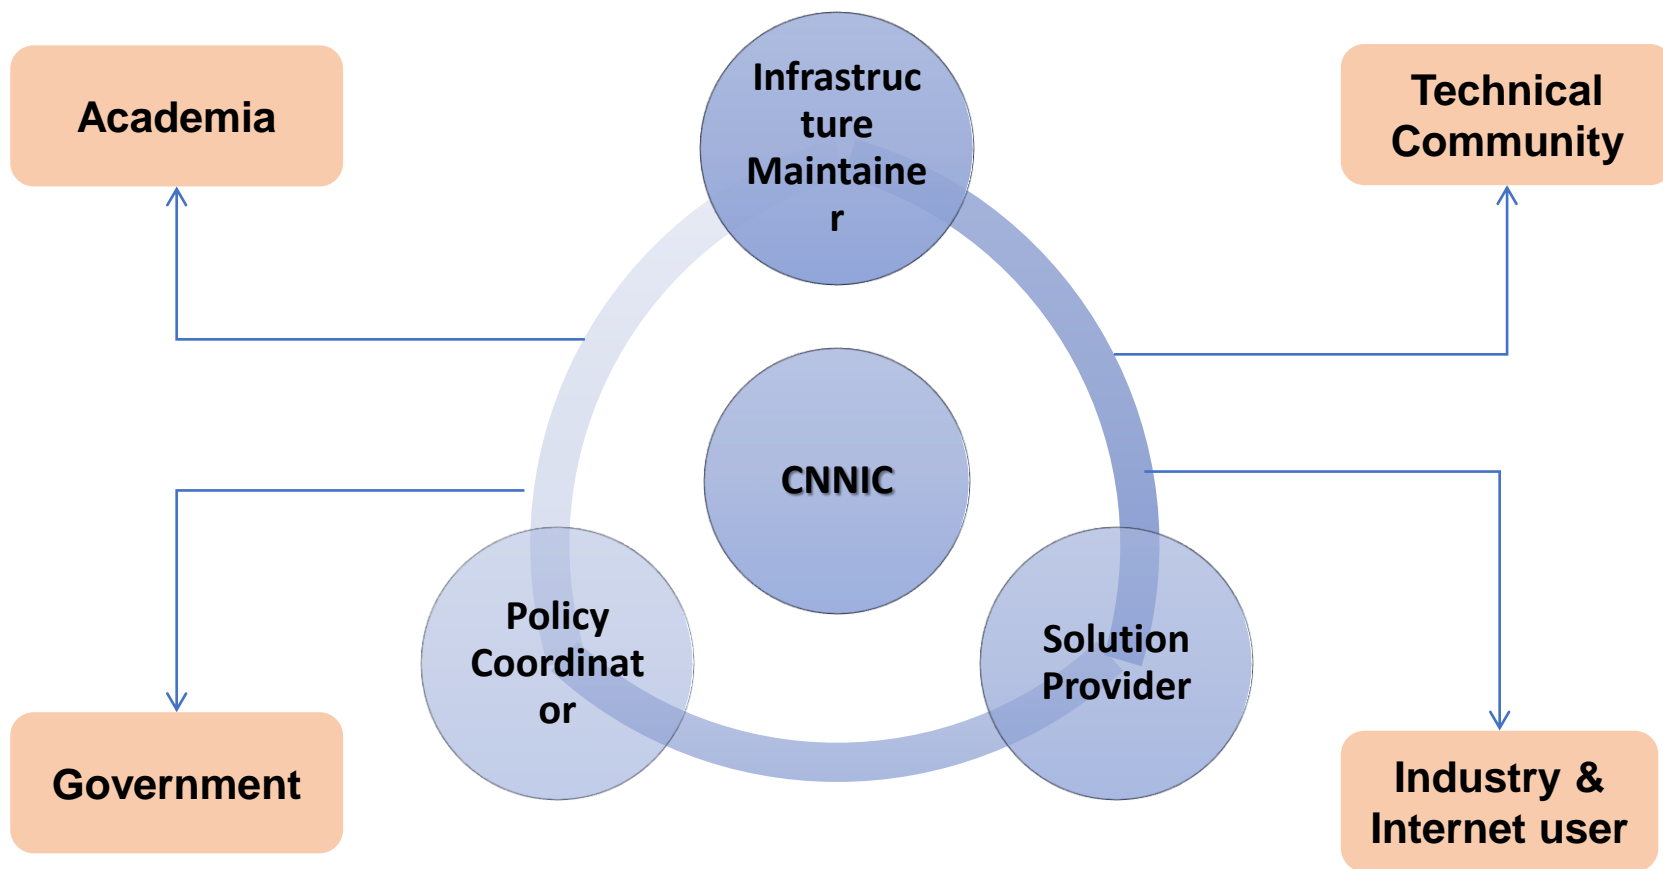 Academia
Infrastruc
ture
Maintaine
r
Technical
Community
CNNIC
Policy
Coordinat
or
Solution
Provider
Government
Industry &
Internet user